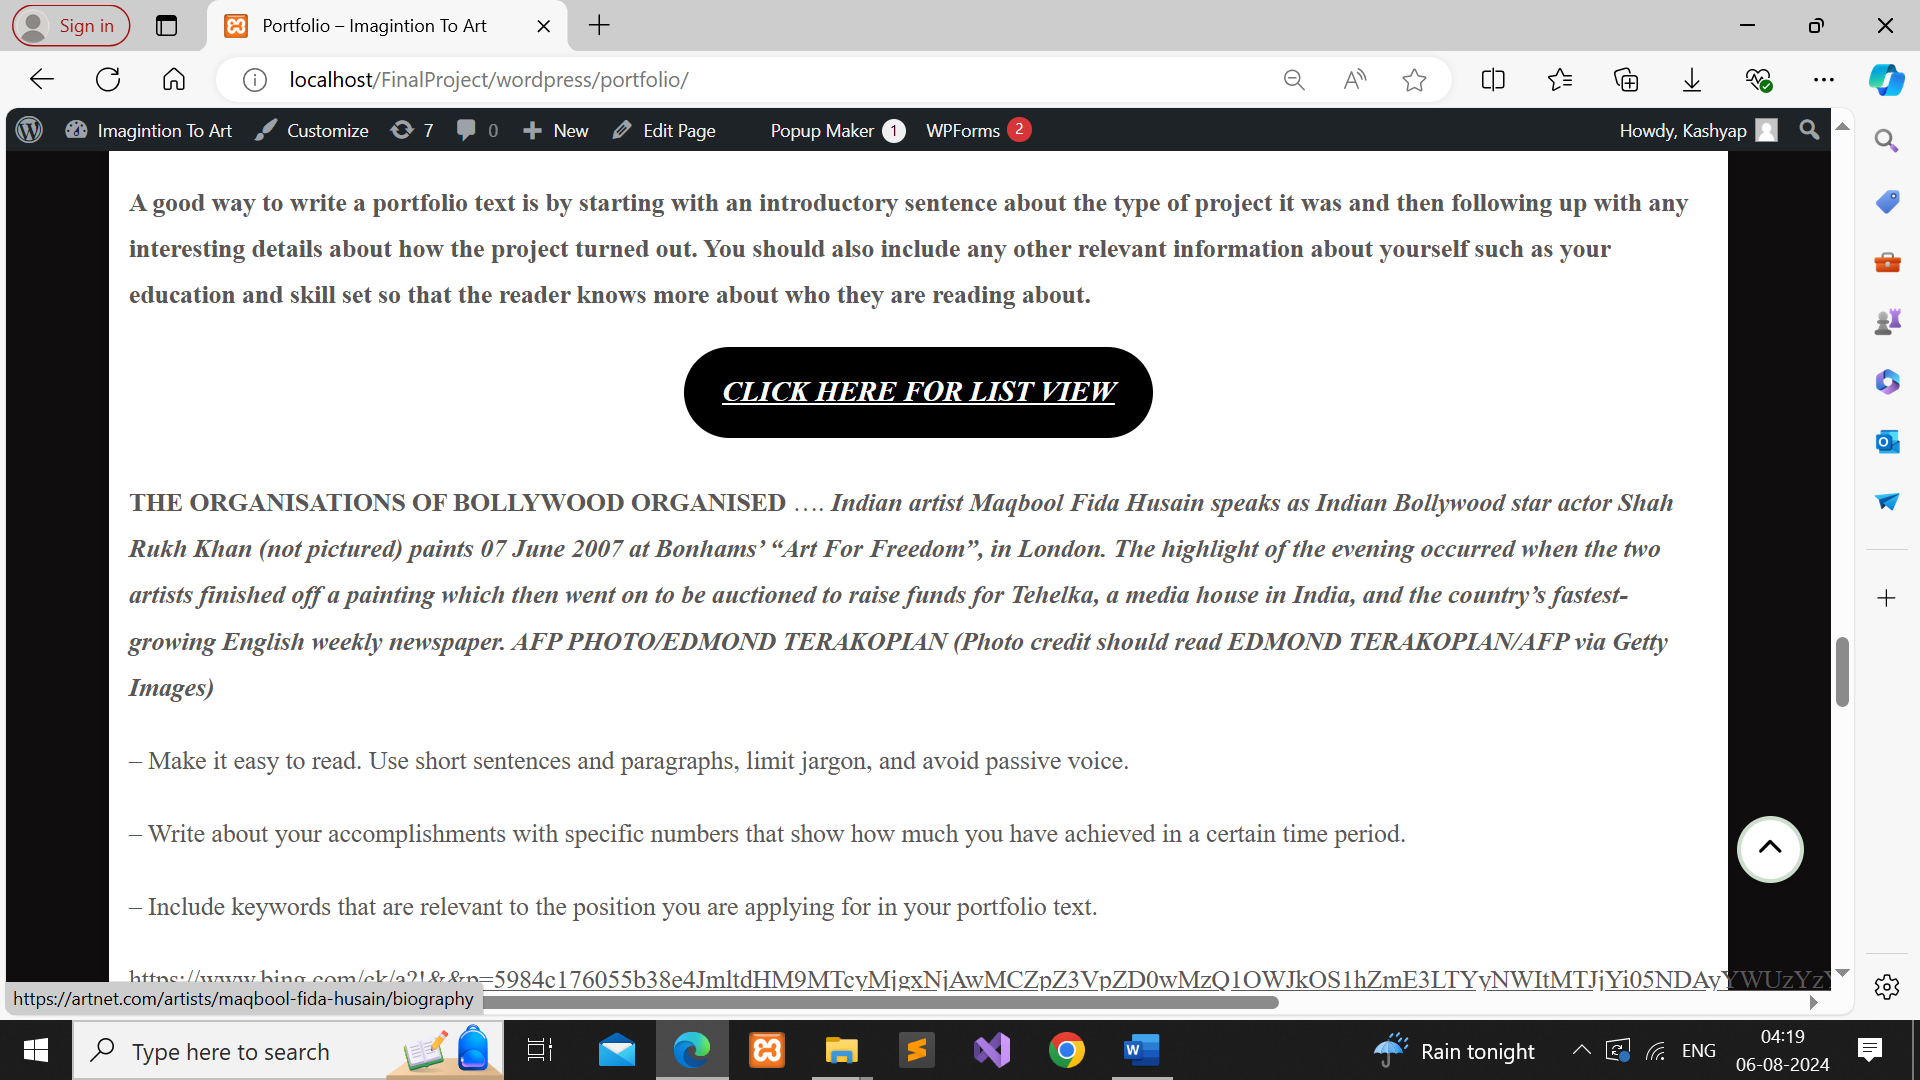 Sign in
Portfolio – Imagintion To Art
localhost/FinalProject/wordpress/portfolio/
Imagintion To Art Customize 7 0 New Edit Page Popup Maker 1 WPForms 2 Howdy, Kashyap
A good way to write a portfolio text is by starting with an introductory sentence about the type of project it was and then following up with any
interesting details about how the project turned out. You should also include any other relevant information about yourself such as your
education and skill set so that the reader knows more about who they are reading about.
CLICK HERE FOR LIST VIEW
THE ORGANISATIONS OF BOLLYWOOD ORGANISED …. Indian artist Maqbool Fida Husain speaks as Indian Bollywood star actor Shah
Rukh Khan (not pictured) paints 07 June 2007 at Bonhams’ “Art For Freedom”, in London. The highlight of the evening occurred when the two
artists finished off a painting which then went on to be auctioned to raise funds for Tehelka, a media house in India, and the country’s fastest-
growing English weekly newspaper. AFP PHOTO/EDMOND TERAKOPIAN (Photo credit should read EDMOND TERAKOPIAN/AFP via Getty
Images)
– Make it easy to read. Use short sentences and paragraphs, limit jargon, and avoid passive voice.
– Write about your accomplishments with specific numbers that show how much you have achieved in a certain time period.
– Include keywords that are relevant to the position you are applying for in your portfolio text.
https://artnet.com/artists/maqbool-fida-husain/biography
Type here to search
Rain tonight
ENG
04:19
06-08-2024